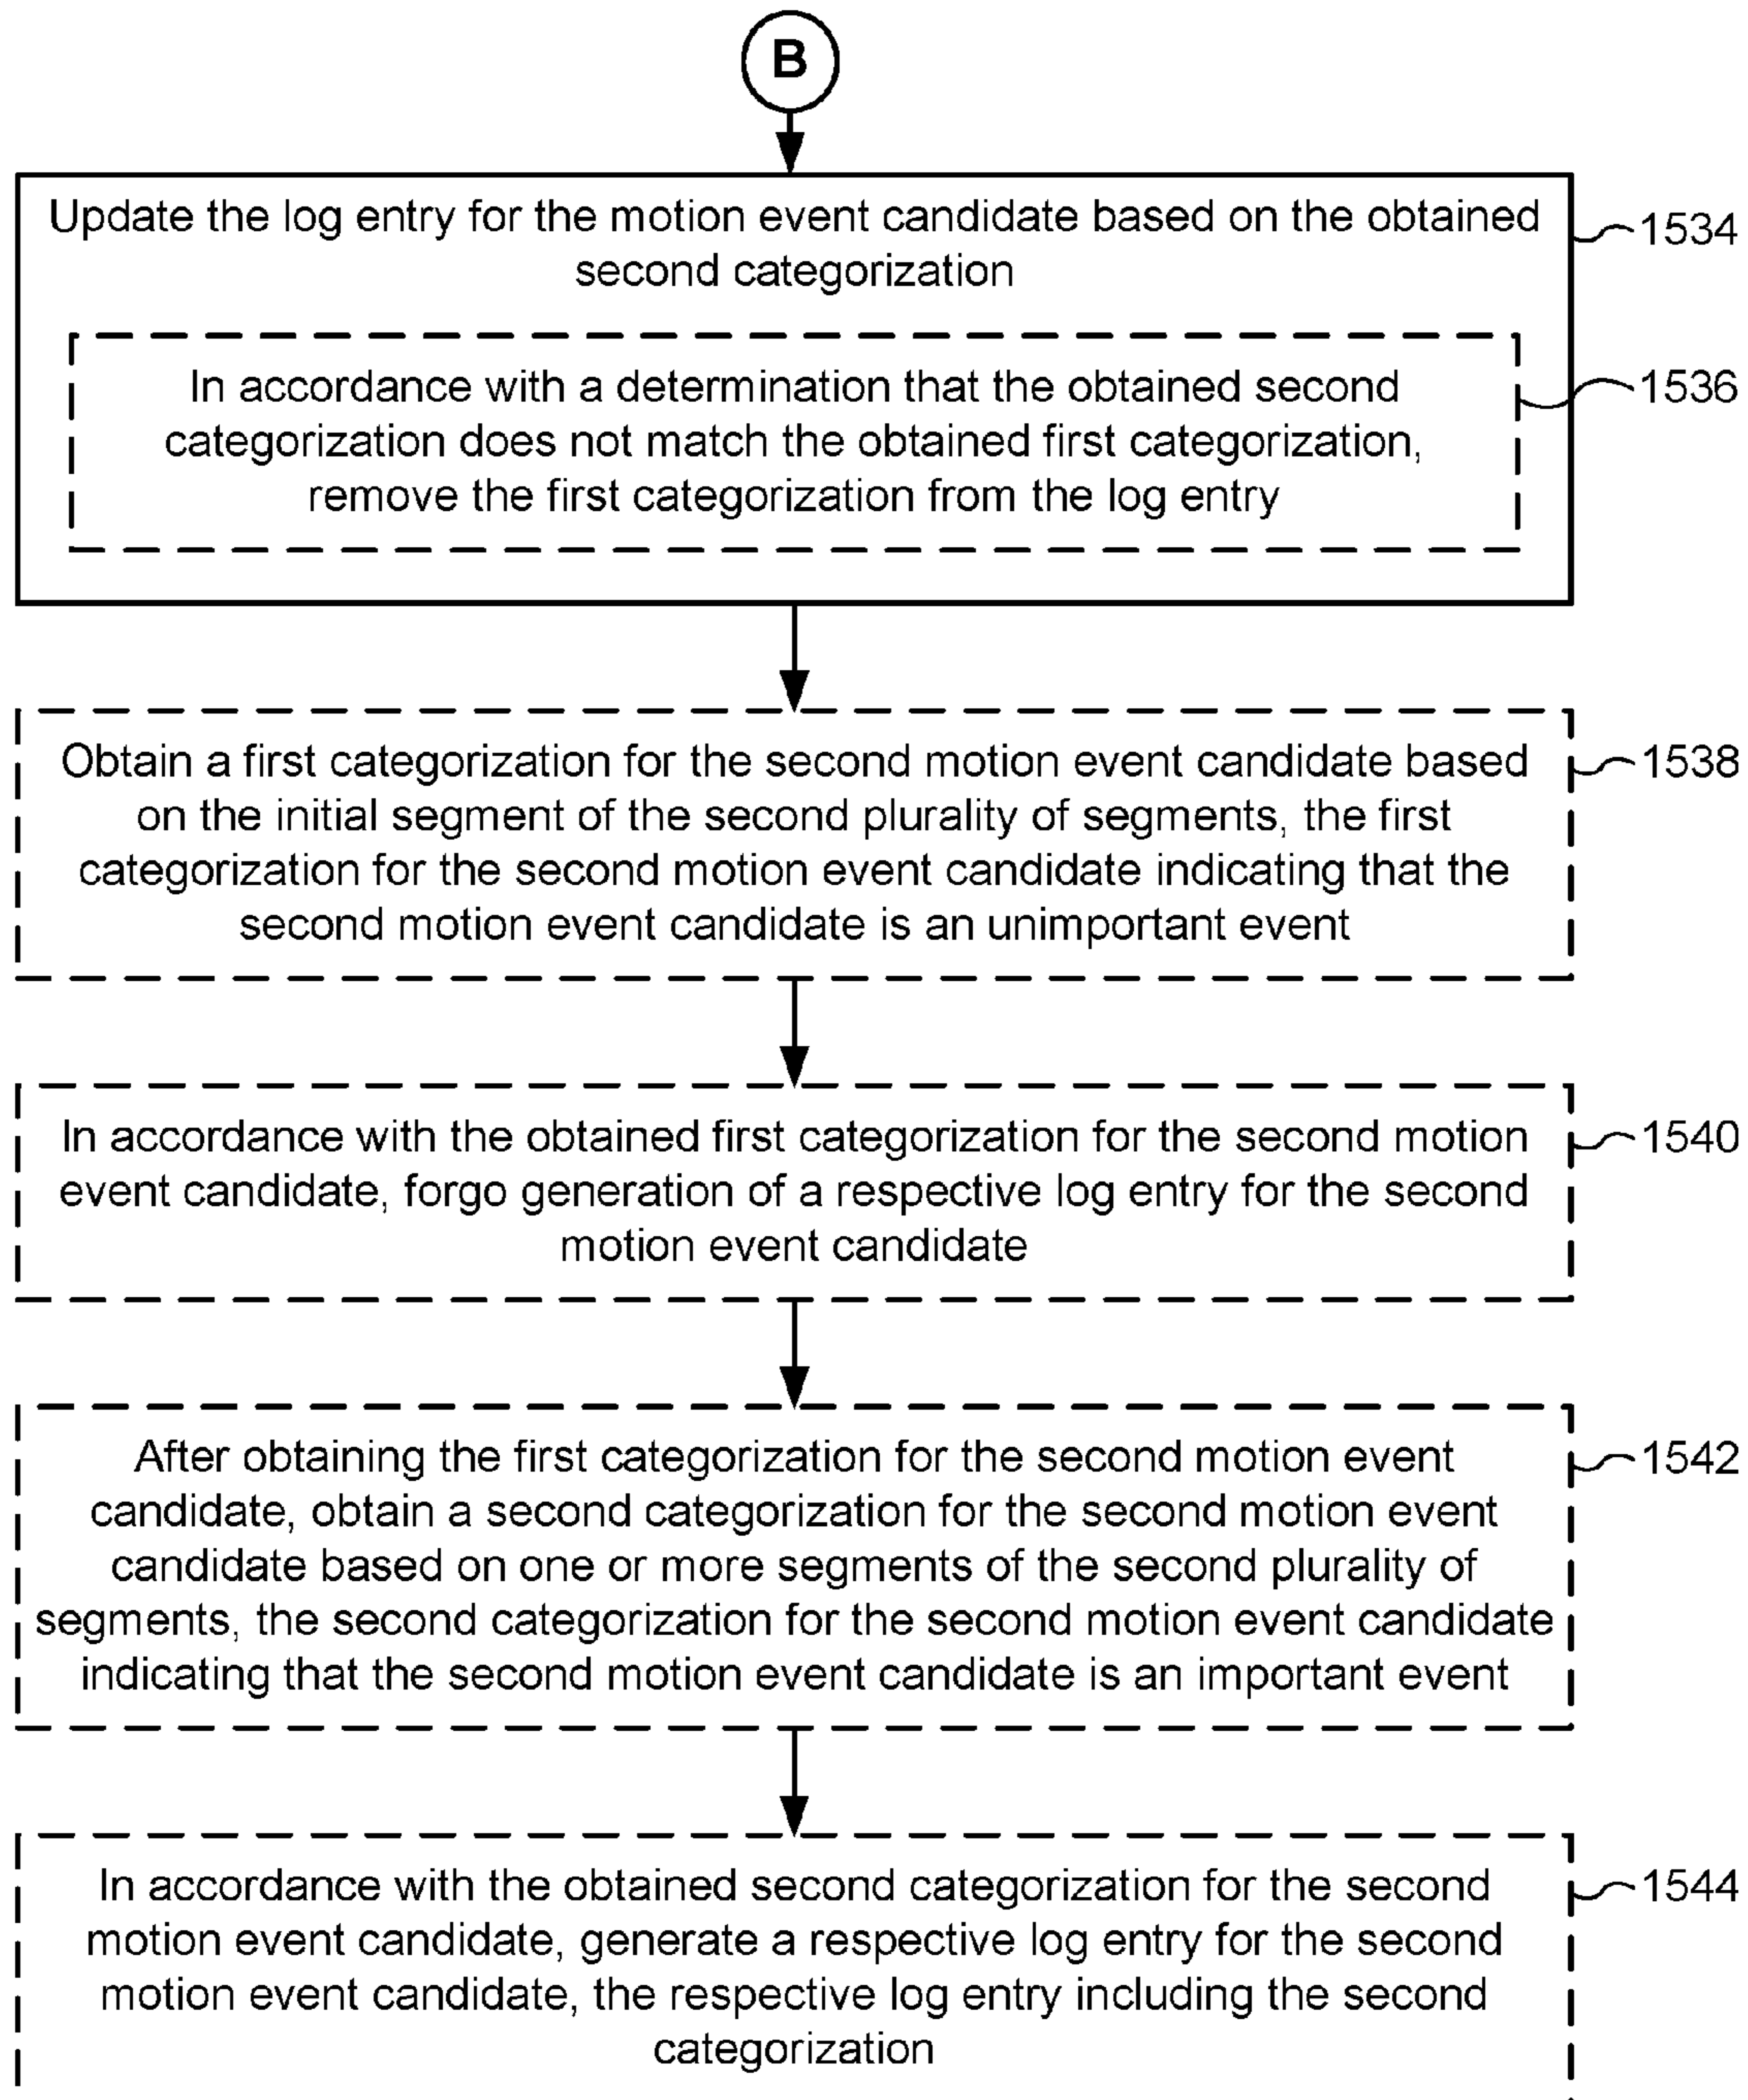 B
Update the log entry for the motion event candidate based on the obtained
second categorization
1534
In accordance with a determination that the obtained second
categorization does not match the obtained first categorization,
remove the first categorization from the log entry
1536
Obtain a first categorization for the second motion event candidate based
on the initial segment of the second plurality of segments, the first
categorization for the second motion event candidate indicating that the
second motion event candidate is an unimportant event
1538
In accordance with the obtained first categorization for the second motion
event candidate, forgo generation of a respective log entry for the second
motion event candidate
1540
After obtaining the first categorization for the second motion event
candidate, obtain a second categorization for the second motion event
candidate based on one or more segments of the second plurality of
segments, the second categorization for the second motion event candidate
indicating that the second motion event candidate is an important event
1542
In accordance with the obtained second categorization for the second
motion event candidate, generate a respective log entry for the second
motion event candidate, the respective log entry including the second
categorization
1544